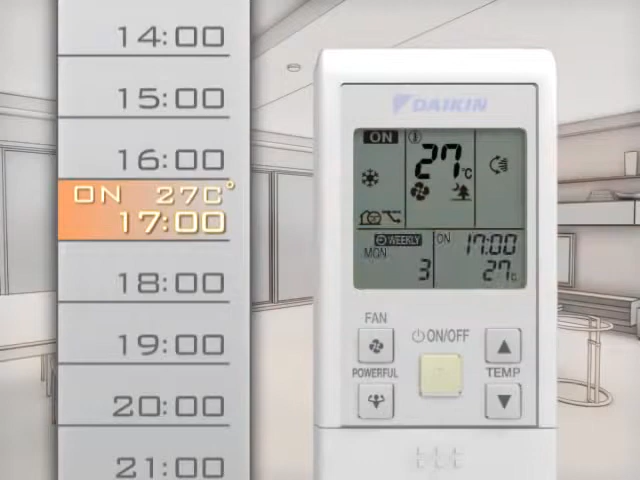 14:00
15:00
16:00
ON 27C°
17:00
18:00
19:00
20:00
21:00
DAIKIN
ON
27°C
WEEKLY
MON
3
ON 17:00
27°C
FAN
ON/OFF
POWERFUL
TEMP